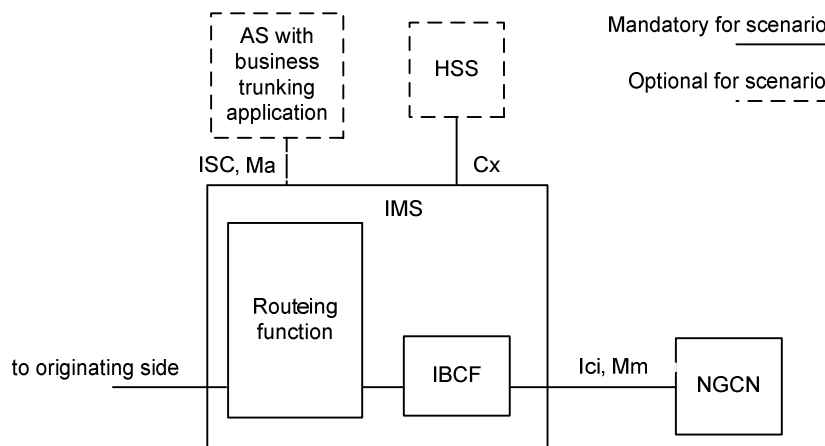 AS with
business
trunking
application
HSS
Mandatory for scenario
Optional for scenario
ISC, Ma
Cx
IMS
Routeing
function
to originating side
IBCF
Ici, Mm
NGCN